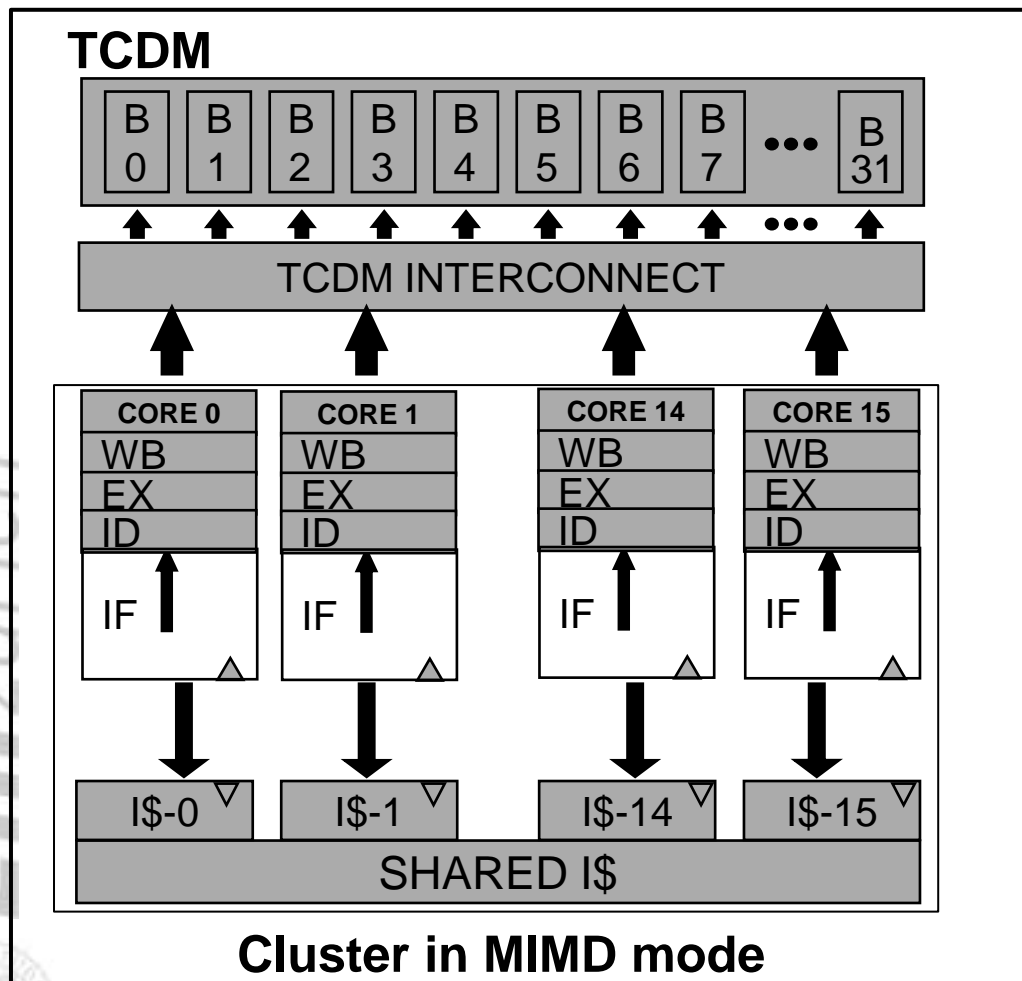 TCDM
B 0 B 1 B 2 B 3 B 4 B 5 B 6 B 7 ••• B 31
•••
TCDM INTERCONNECT
CORE 0 CORE 1 CORE 14 CORE 15
WB WB WB WB
EX EX EX EX
ID ID ID ID
IF IF IF IF
I$-0 I$-1 I$-14 I$-15
SHARED I$
Cluster in MIMD mode